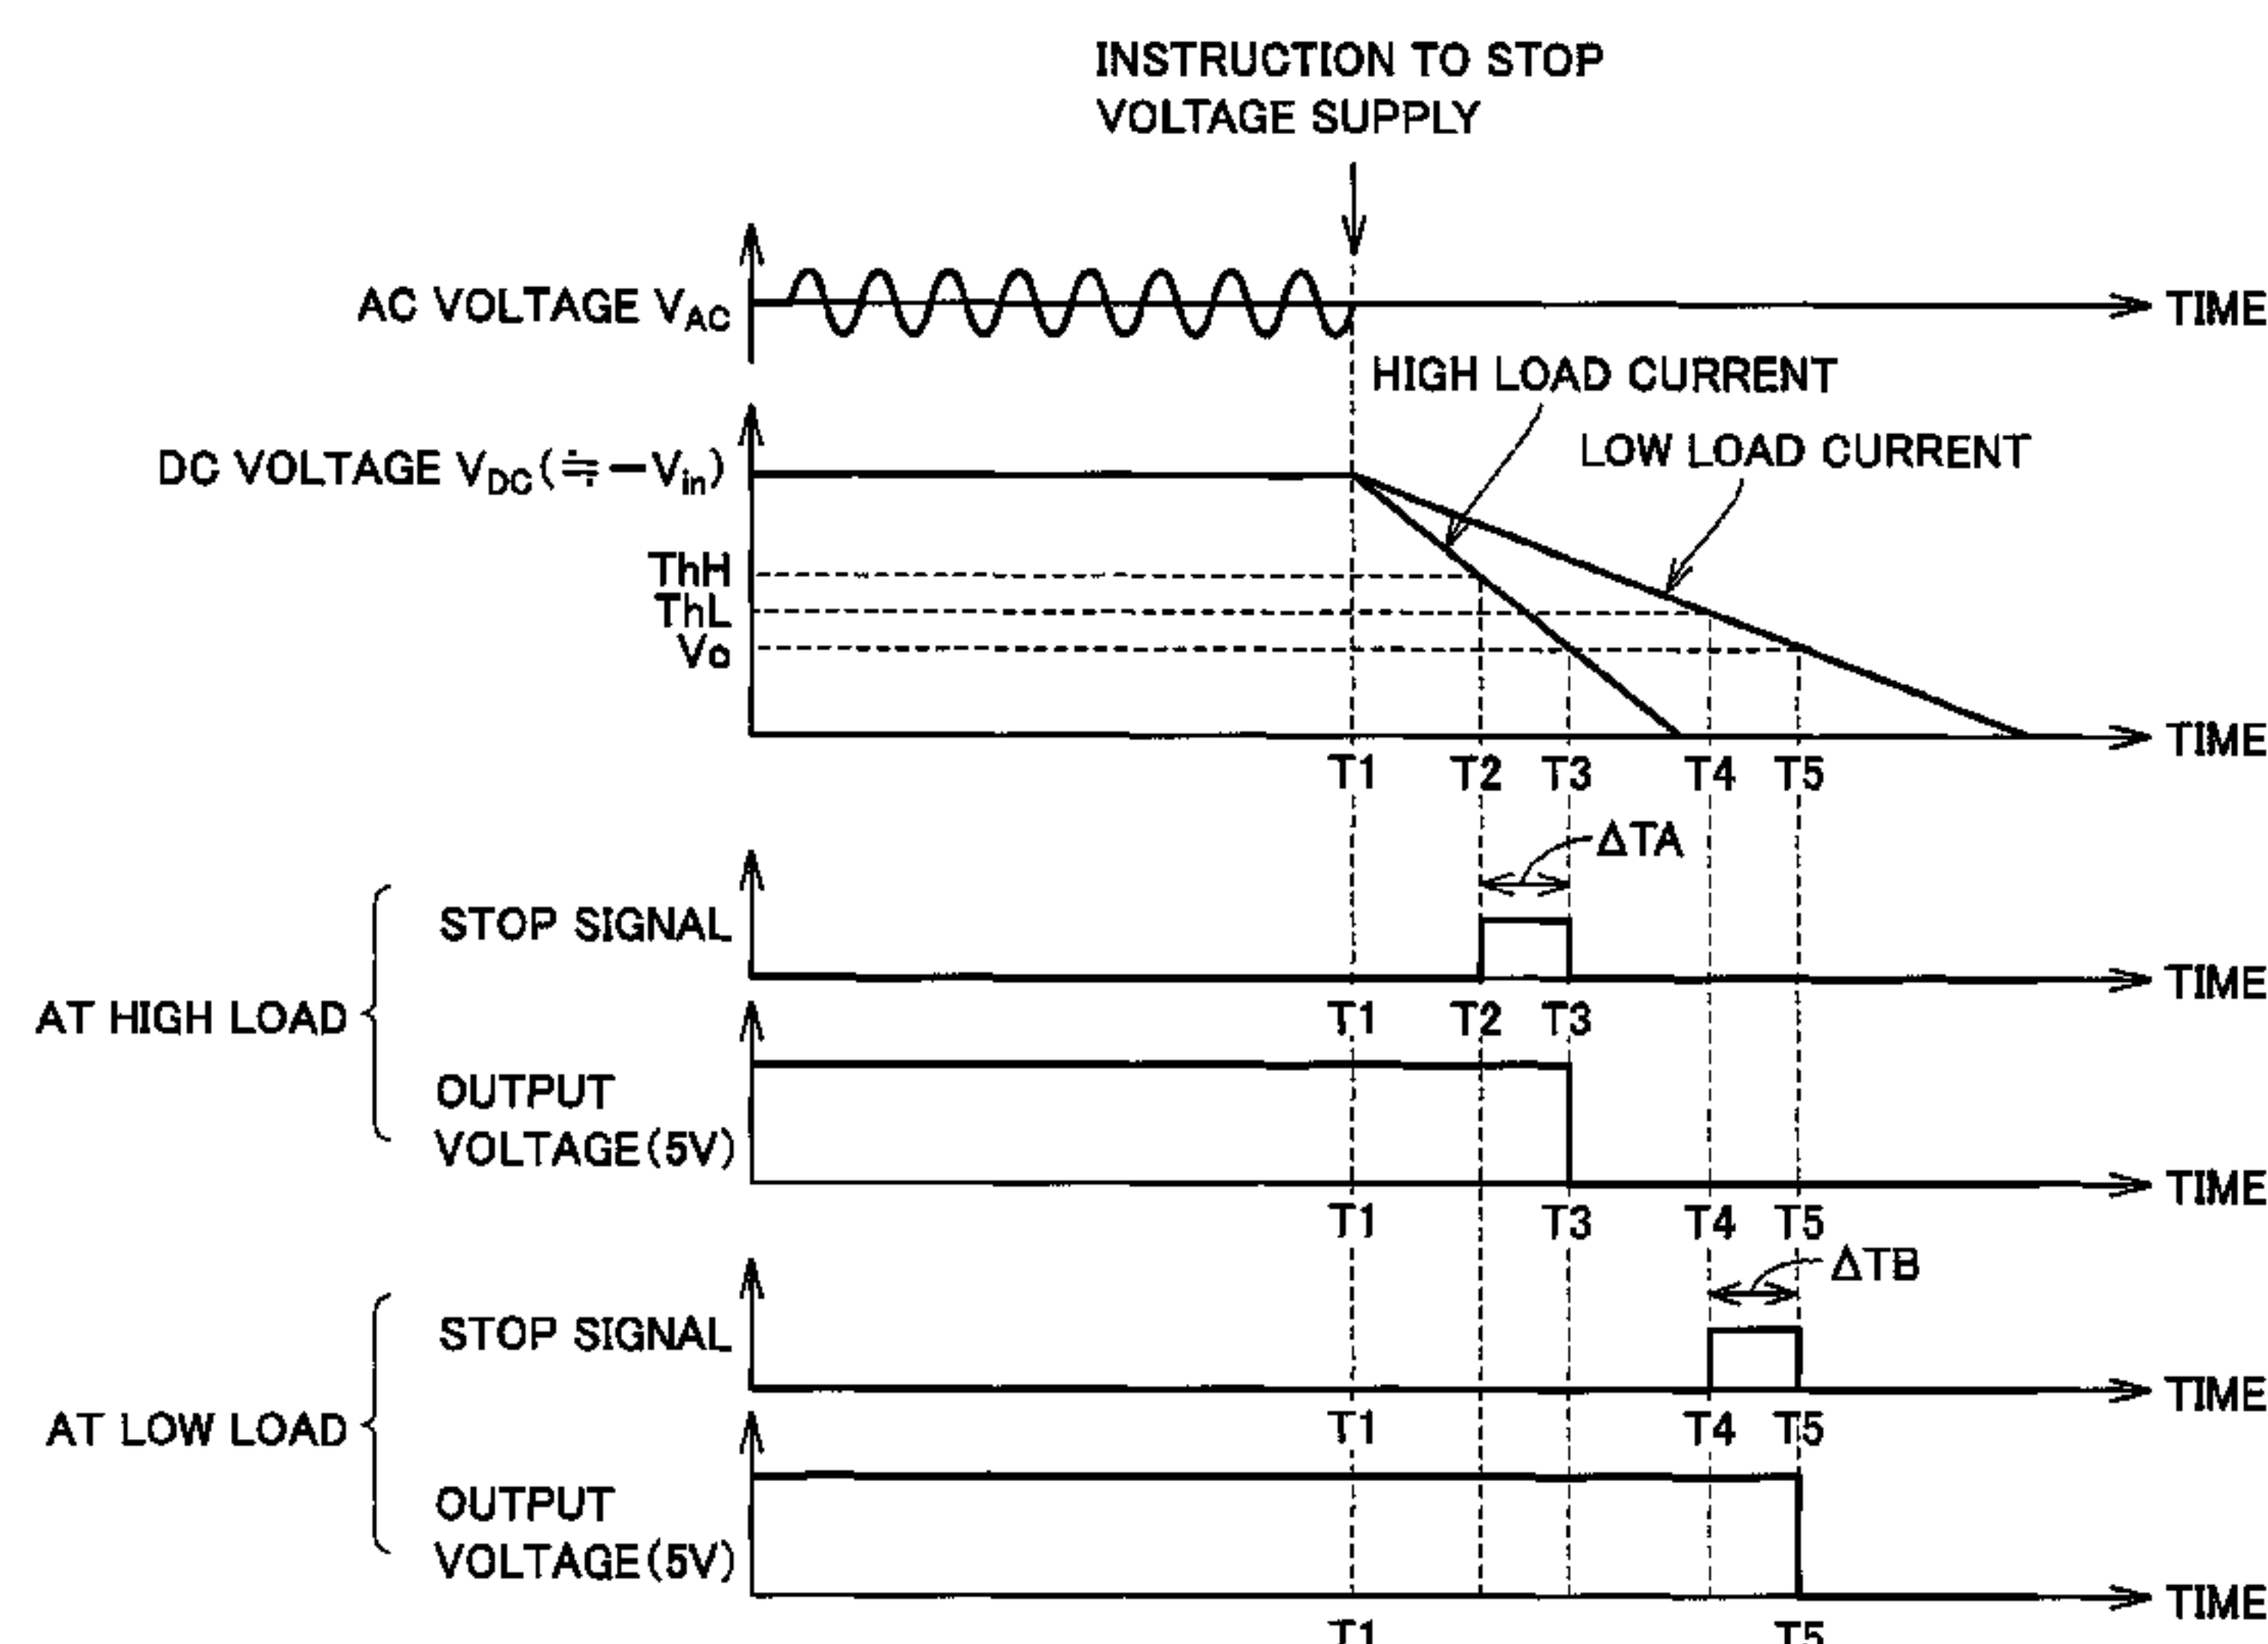 INSTRUCTION TO STOP
VOLTAGE SUPPLY
AC VOLTAGE VAC
TIME
HIGH LOAD CURRENT
LOW LOAD CURRENT
DC VOLTAGE VDC(≒−Vin)
ThH
ThL
Vo
TIME
T1 T2 T3 T4 T5
ΔTA
STOP SIGNAL
TIME
AT HIGH LOAD
T1 T2 T3
OUTPUT
VOLTAGE(5V)
TIME
T1 T3 T4 T5
ΔTB
STOP SIGNAL
TIME
AT LOW LOAD
T1 T4 T5
OUTPUT
VOLTAGE(5V)
TIME
T1 T5